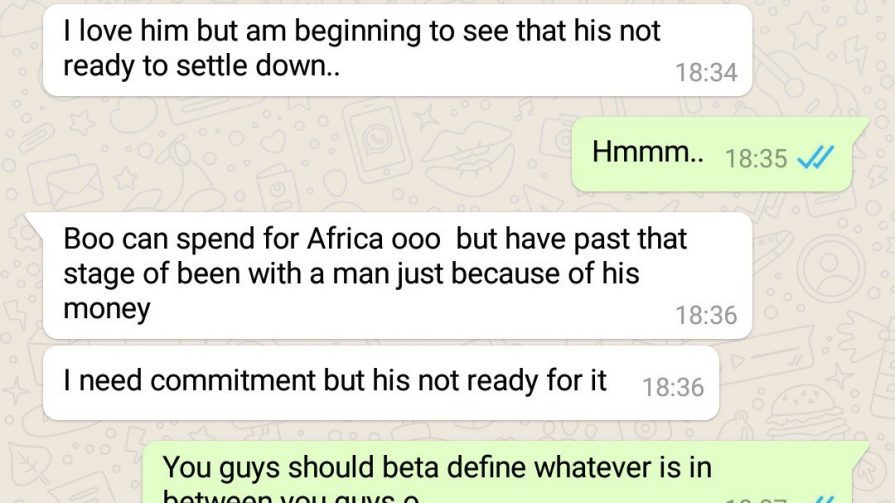 I love him but am beginning to see that his not
ready to settle down..
18:34
Hmmm..
18:35
Boo can spend for Africa ooo  but have past that
stage of been with a man just because of his
money
18:36
I need commitment but his not ready for it
18:36
You guys should beta define whatever is in
between you guys o